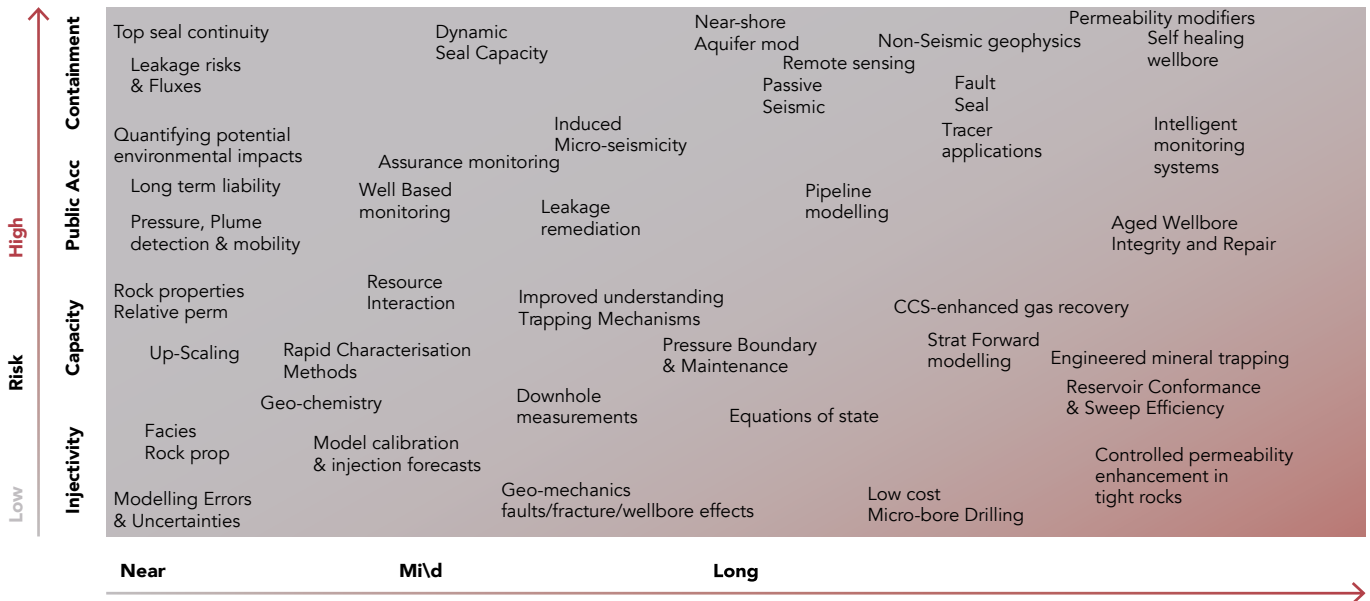 High
Risk
Low
Containment
Public Acc
Capacity
Injectivity
Top seal continuity
Leakage risks
& Fluxes
Dynamic
Seal Capacity
Near-shore
Aquifer mod
Non-Seismic geophysics
Permeability modifiers
Self healing
wellbore
Remote sensing
Passive
Seismic
Fault
Seal
Quantifying potential
environmental impacts
Induced
Micro-seismicity
Tracer
applications
Intelligent
monitoring
systems
Assurance monitoring
Long term liability
Well Based
monitoring
Leakage
remediation
Pipeline
modelling
Pressure, Plume
detection & mobility
Aged Wellbore
Integrity and Repair
Rock properties
Relative perm
Resource
Interaction
Improved understanding
Trapping Mechanisms
CCS-enhanced gas recovery
Up-Scaling
Rapid Characterisation
Methods
Pressure Boundary
& Maintenance
Strat Forward
modelling
Engineered mineral trapping
Geo-chemistry
Downhole
measurements
Equations of state
Reservoir Conformance
& Sweep Efficiency
Facies
Rock prop
Model calibration
& injection forecasts
Controlled permeability
enhancement in
tight rocks
Modelling Errors
& Uncertainties
Geo-mechanics
faults/fracture/wellbore effects
Low cost
Micro-bore Drilling
Near
Mi\d
Long